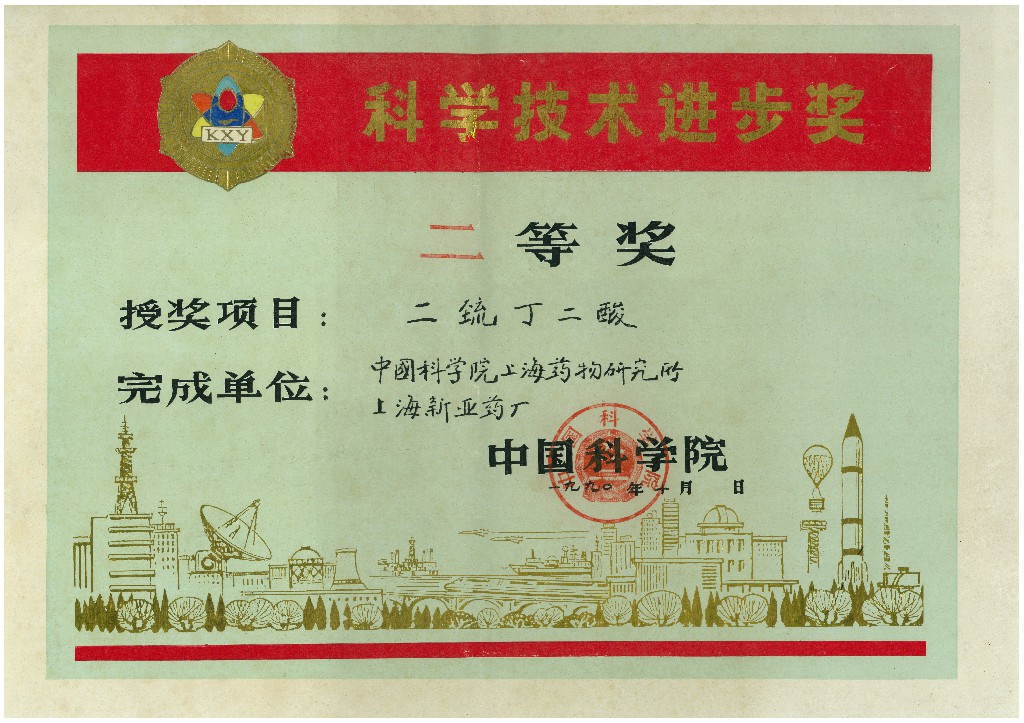 科学技术进步奖
KXY
二等奖
授奖项目：二巯丁二酸
完成单位：中國科学院上海药物研究所
上海新亚药厂
中国科学院
一九九〇年十月 日